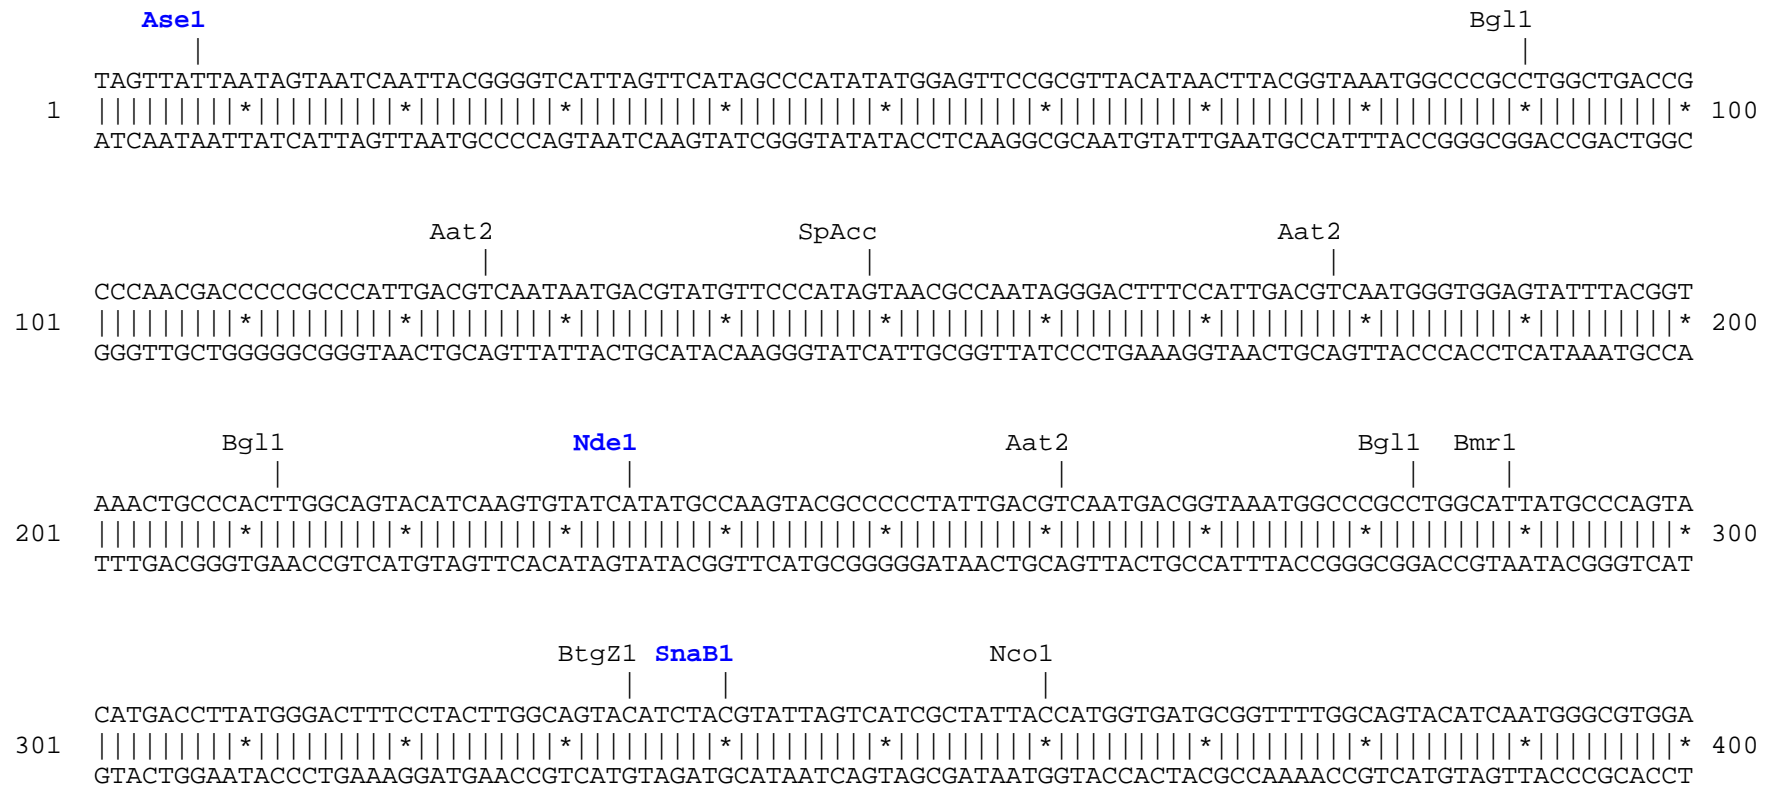 Ase1 Bgl1
| |
TAGTTATTAATAGTAATCAATTACGGGGTCATTAGTTCATAGCCCATATATGGAGTTCCGCGTTACATAACTTACGGTAAATGGCCCGCCTGGCTGACCG
1 |||||||||*|||||||||*|||||||||*|||||||||*|||||||||*|||||||||*|||||||||*|||||||||*|||||||||*|||||||||* 100
ATCAATAATTATCATTAGTTAATGCCCCAGTAATCAAGTATCGGGTATATACCTCAAGGCGCAATGTATTGAATGCCATTTACCGGGCGGACCGACTGGC
Aat2 SpAcc Aat2
| | |
CCCAACGACCCCCGCCCATTGACGTCAATAATGACGTATGTTCCCATAGTAACGCCAATAGGGACTTTCCATTGACGTCAATGGGTGGAGTATTTACGGT
101 |||||||||*|||||||||*|||||||||*|||||||||*|||||||||*|||||||||*|||||||||*|||||||||*|||||||||*|||||||||* 200
GGGTTGCTGGGGGCGGGTAACTGCAGTTATTACTGCATACAAGGGTATCATTGCGGTTATCCCTGAAAGGTAACTGCAGTTACCCACCTCATAAATGCCA
Bgl1 Nde1 Aat2 Bgl1 Bmr1
| | | | |
AAACTGCCCACTTGGCAGTACATCAAGTGTATCATATGCCAAGTACGCCCCCTATTGACGTCAATGACGGTAAATGGCCCGCCTGGCATTATGCCCAGTA
201 |||||||||*|||||||||*|||||||||*|||||||||*|||||||||*|||||||||*|||||||||*|||||||||*|||||||||*|||||||||* 300
TTTGACGGGTGAACCGTCATGTAGTTCACATAGTATACGGTTCATGCGGGGGATAACTGCAGTTACTGCCATTTACCGGGCGGACCGTAATACGGGTCAT
BtgZ1 SnaB1 Nco1
| | |
CATGACCTTATGGGACTTTCCTACTTGGCAGTACATCTACGTATTAGTCATCGCTATTACCATGGTGATGCGGTTTTGGCAGTACATCAATGGGCGTGGA
301 |||||||||*|||||||||*|||||||||*|||||||||*|||||||||*|||||||||*|||||||||*|||||||||*|||||||||*|||||||||* 400
GTACTGGAATACCCTGAAAGGATGAACCGTCATGTAGATGCATAATCAGTAGCGATAATGGTACCACTACGCCAAAACCGTCATGTAGTTACCCGCACCT